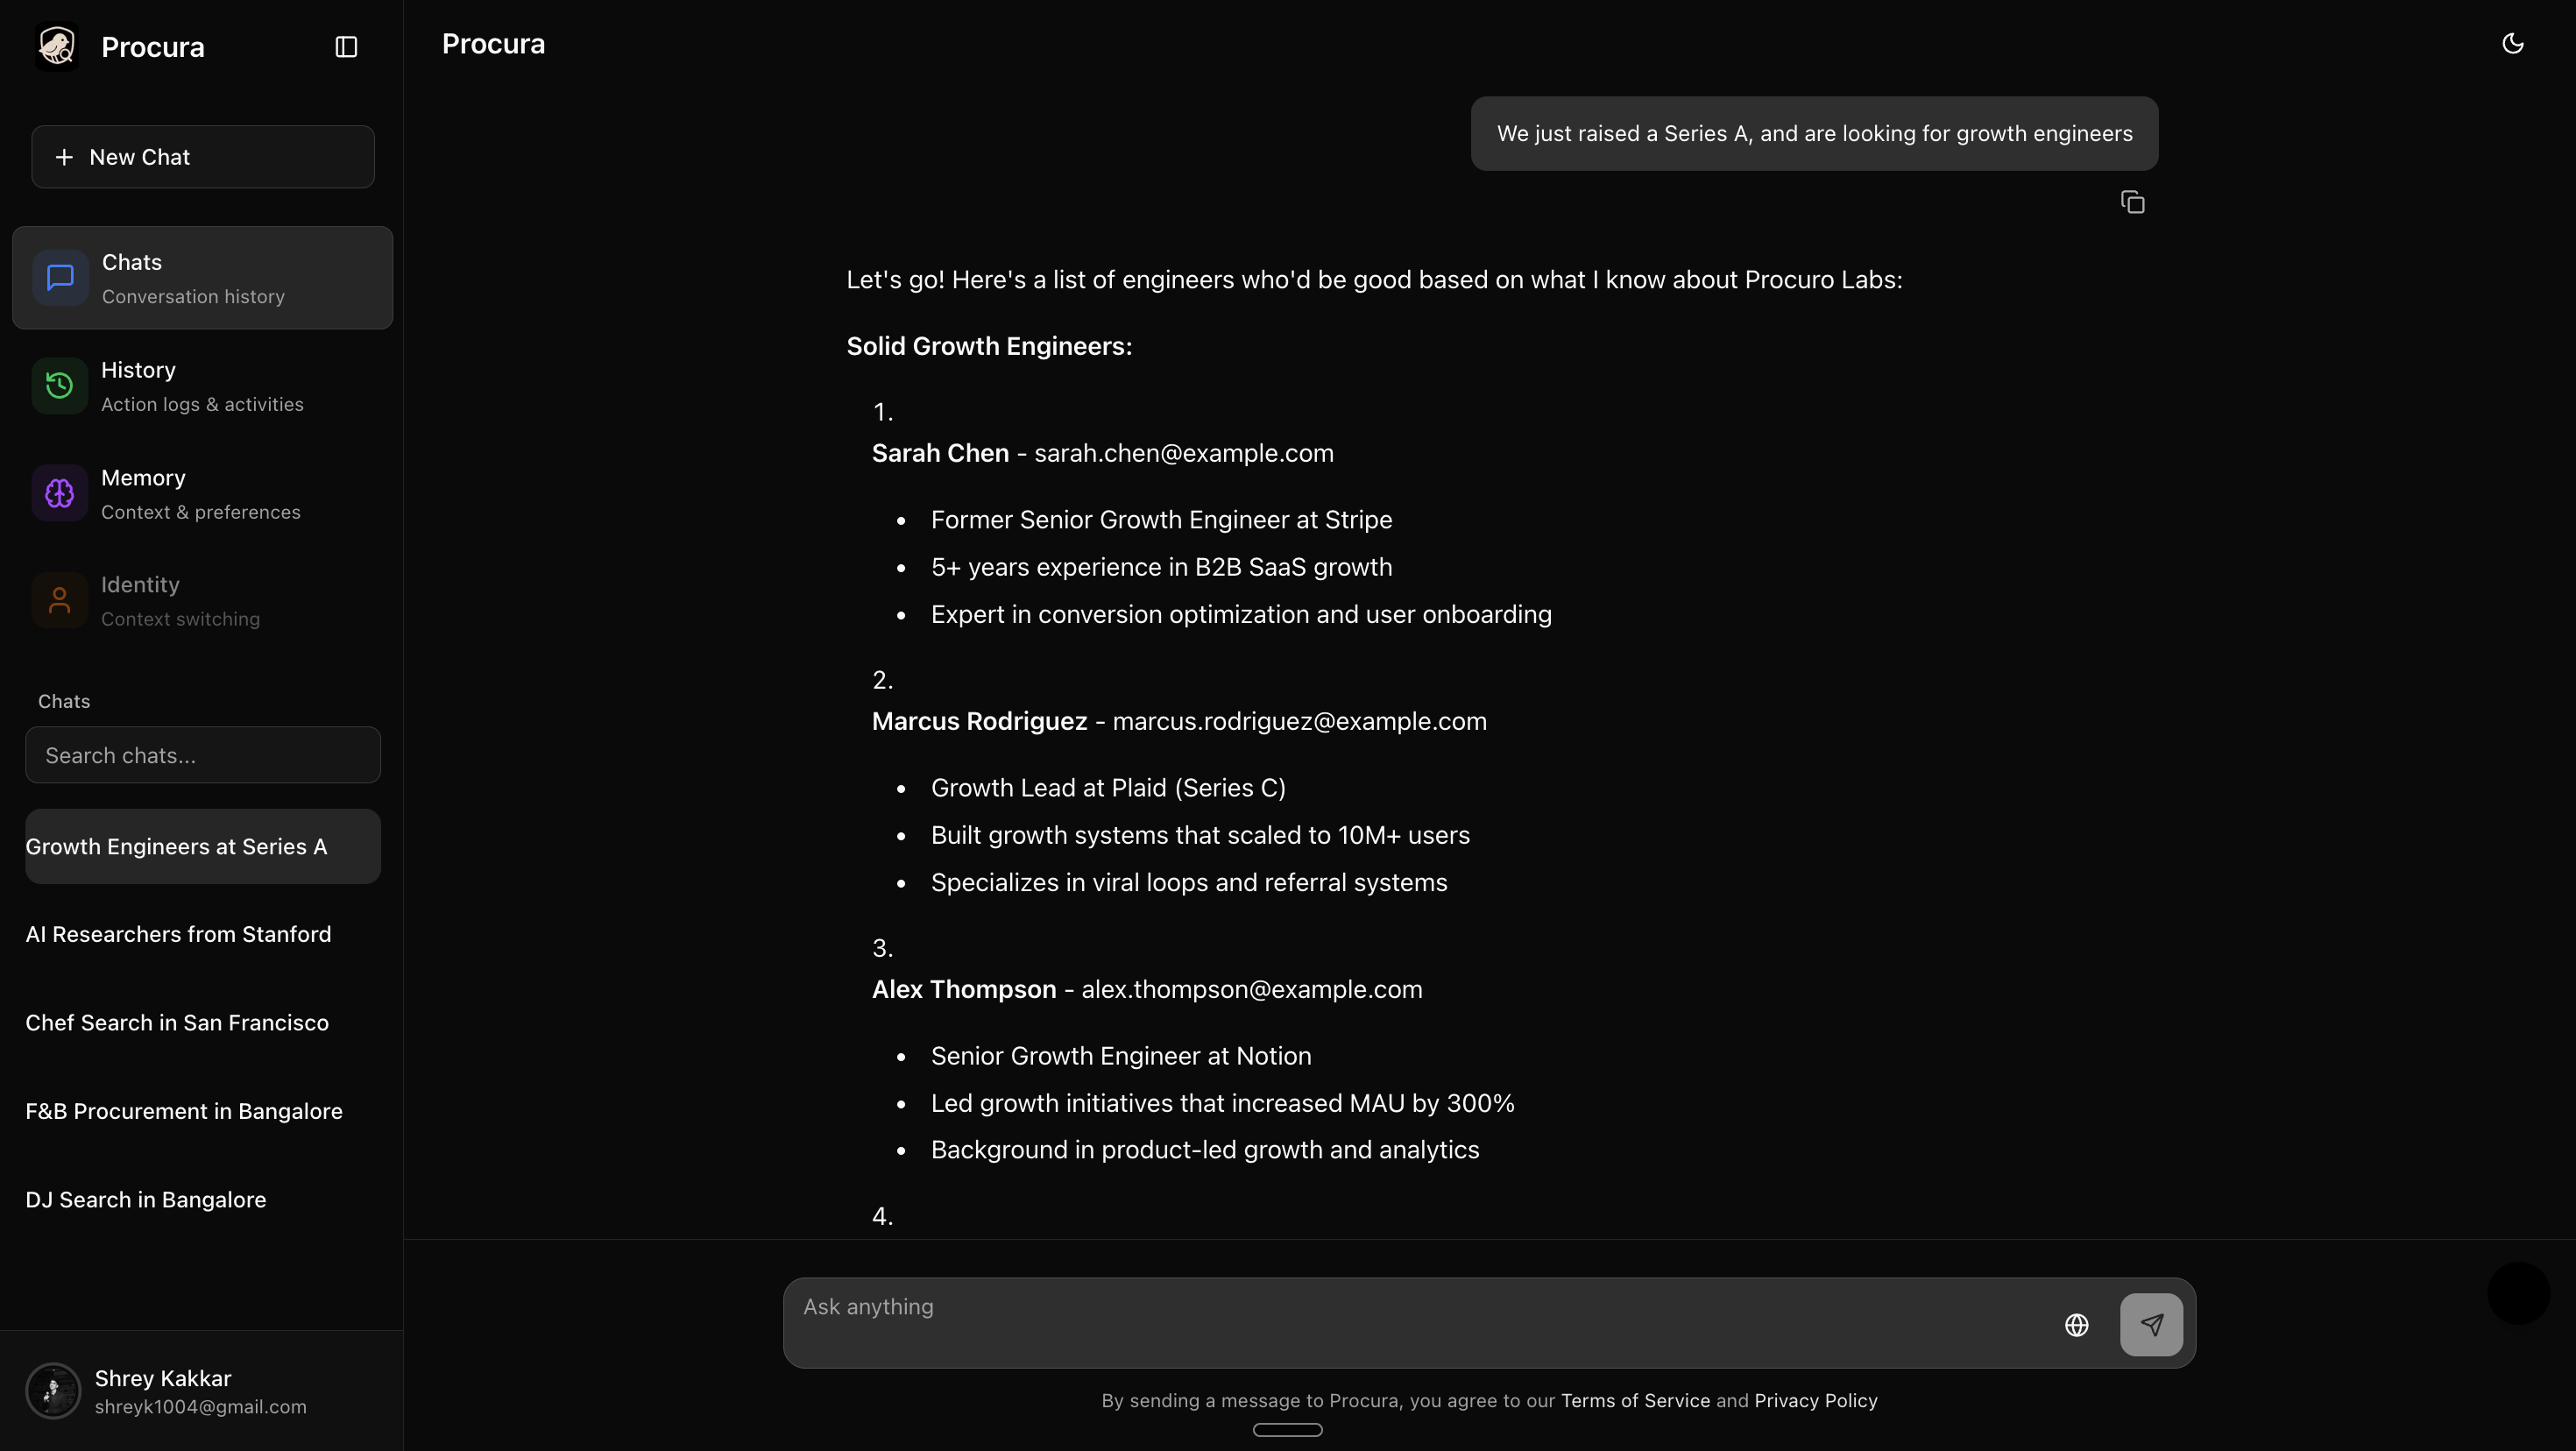 Procura
New Chat
Chats
Conversation history
History
Action logs & activities
Memory
Context & preferences
Identity
Context switching
Chats
Search chats...
Growth Engineers at Series A
AI Researchers from Stanford
Chef Search in San Francisco
F&B Procurement in Bangalore
DJ Search in Bangalore
Shrey Kakkar
shreyk1004@gmail.com
Procura
We just raised a Series A, and are looking for growth engineers
Let's go! Here's a list of engineers who'd be good based on what I know about Procuro Labs:
Solid Growth Engineers:
1.
Sarah Chen - sarah.chen@example.com
• Former Senior Growth Engineer at Stripe
• 5+ years experience in B2B SaaS growth
• Expert in conversion optimization and user onboarding
2.
Marcus Rodriguez - marcus.rodriguez@example.com
• Growth Lead at Plaid (Series C)
• Built growth systems that scaled to 10M+ users
• Specializes in viral loops and referral systems
3.
Alex Thompson - alex.thompson@example.com
• Senior Growth Engineer at Notion
• Led growth initiatives that increased MAU by 300%
• Background in product-led growth and analytics
4.
Ask anything
By sending a message to Procura, you agree to our Terms of Service and Privacy Policy